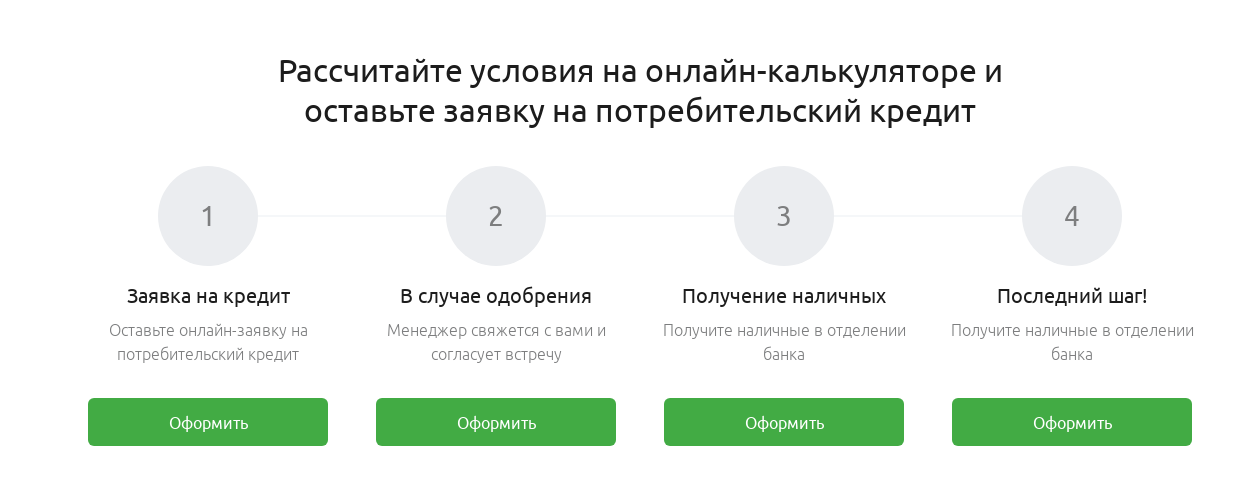 Рассчитайте условия на онлайн-калькуляторе и
оставьте заявку на потребительский кредит
1
2
3
4
Заявка на кредит
Оставьте онлайн-заявку на
потребительский кредит
Оформить
В случае одобрения
Менеджер свяжется с вами и
согласует встречу
Оформить
Получение наличных
Получите наличные в отделении
банка
Оформить
Последний шаг!
Получите наличные в отделении
банка
Оформить